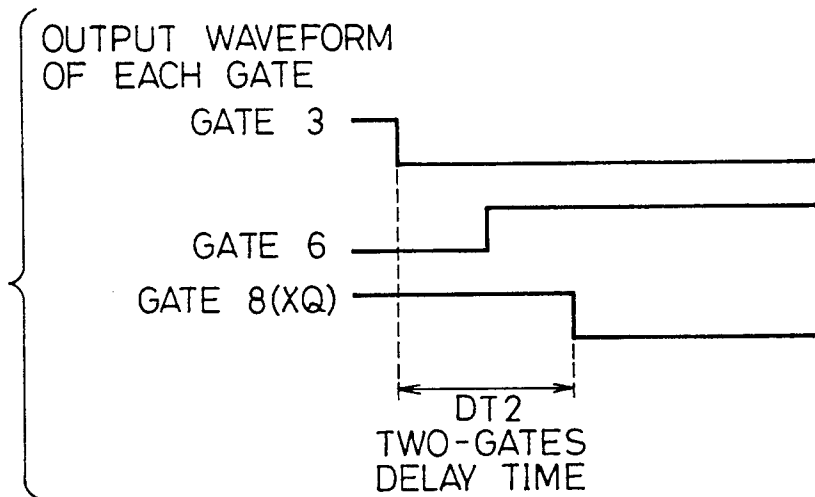 OUTPUT WAVEFORM
OF EACH GATE
GATE 3
GATE 6
GATE 8(XQ)
DT2
TWO-GATES
DELAY TIME